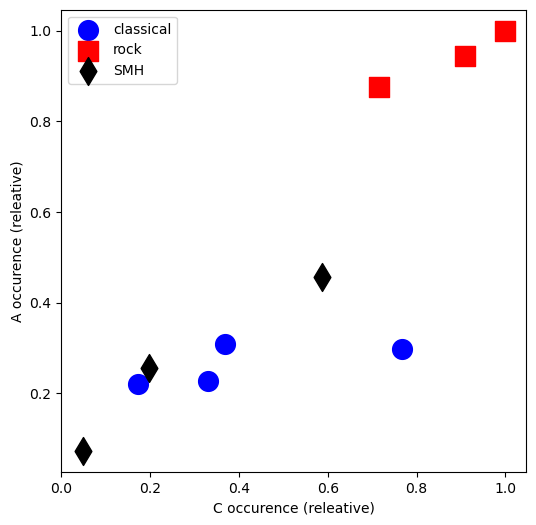 classical
rock
SMH
1.0
0.8
0.6
0.4
0.2
A occurence (releative)
0.0 0.2 0.4 0.6 0.8 1.0
C occurence (releative)